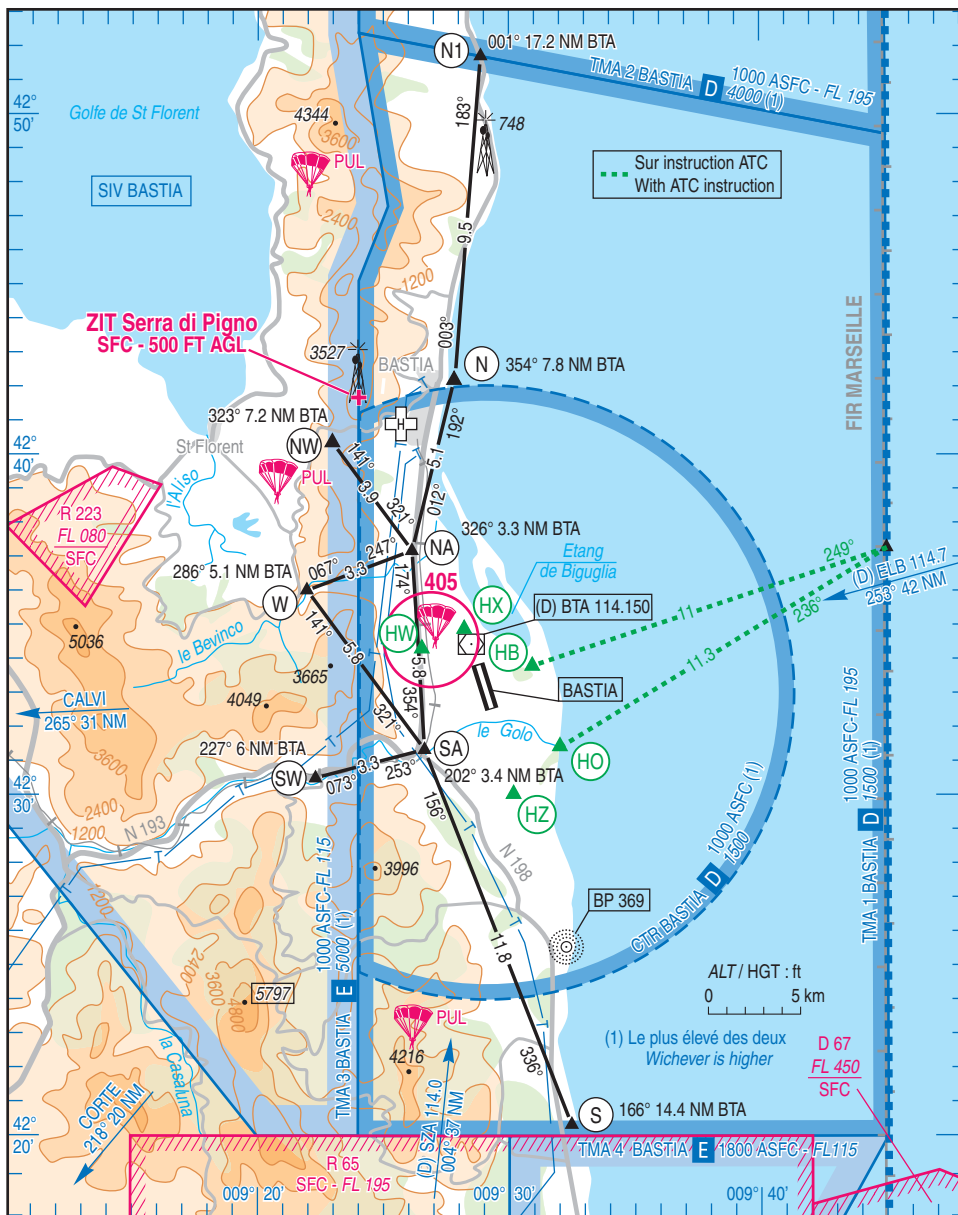 N1
001° 17.2 NM BTA
TMA 2 BASTIA D 1000 ASFC - FL 195
4000 (1)
42°
50'
Golfe de St Florent
4344
3600
PUL
183°
748
SIV BASTIA
Sur instruction ATC
With ATC instruction
2400
9.5
1200
ZIT Serra di Pigno
SFC - 500 FT AGL
003°
3527
BASTIA
N
354° 7.8 NM BTA
FIR MARSEILLE
323° 7.2 NM BTA
192°
H
42°
40'
St Florent
NW
141°
5.1
l'Aliso
PUL
3.9
012°
R 223
FL 080
SFC
321°
326° 3.3 NM BTA
NA
247°
067°
3.3
286° 5.1 NM BTA
174°
405
Etang
de Biguglia
249°
(D) ELB 114.7
253° 42 NM
W
HX
(D) BTA 114.150
11
236°
141°
HW
HB
5036
le Bevinco
5.8
5.8
11.3
3665
354°
BASTIA
4049
CALVI
265° 31 NM
321°
le Golo
3600
227° 6 NM BTA
SA
HO
SW
073°
3.3
253°
202° 3.4 NM BTA
42°
30'
2400
1200
HZ
156°
N 193
N 198
1000 ASFC-FL 195
1500 (1)
TMA 1 BASTIA D
3996
CTR BASTIA D 1000 ASFC (1)
1500
1200
BP 369
1000 ASFC-FL 115
5000 (1)
TMA 3 BASTIA E
11.8
2400
3600
4800
5797
ALT / HGT : ft
0 5 km
la Casaluna
PUL
4216
(1) Le plus élevé des deux
Wichever is higher
D 67
FL 450
SFC
336°
CORTE
218° 20 NM
(D) SZA 114.0
004° 37 NM
S
166° 14.4 NM BTA
42°
20'
R 65
SFC - FL 195
TMA 4 BASTIA E 1800 ASFC - FL115
009° 20'
009° 30'
009° 40'